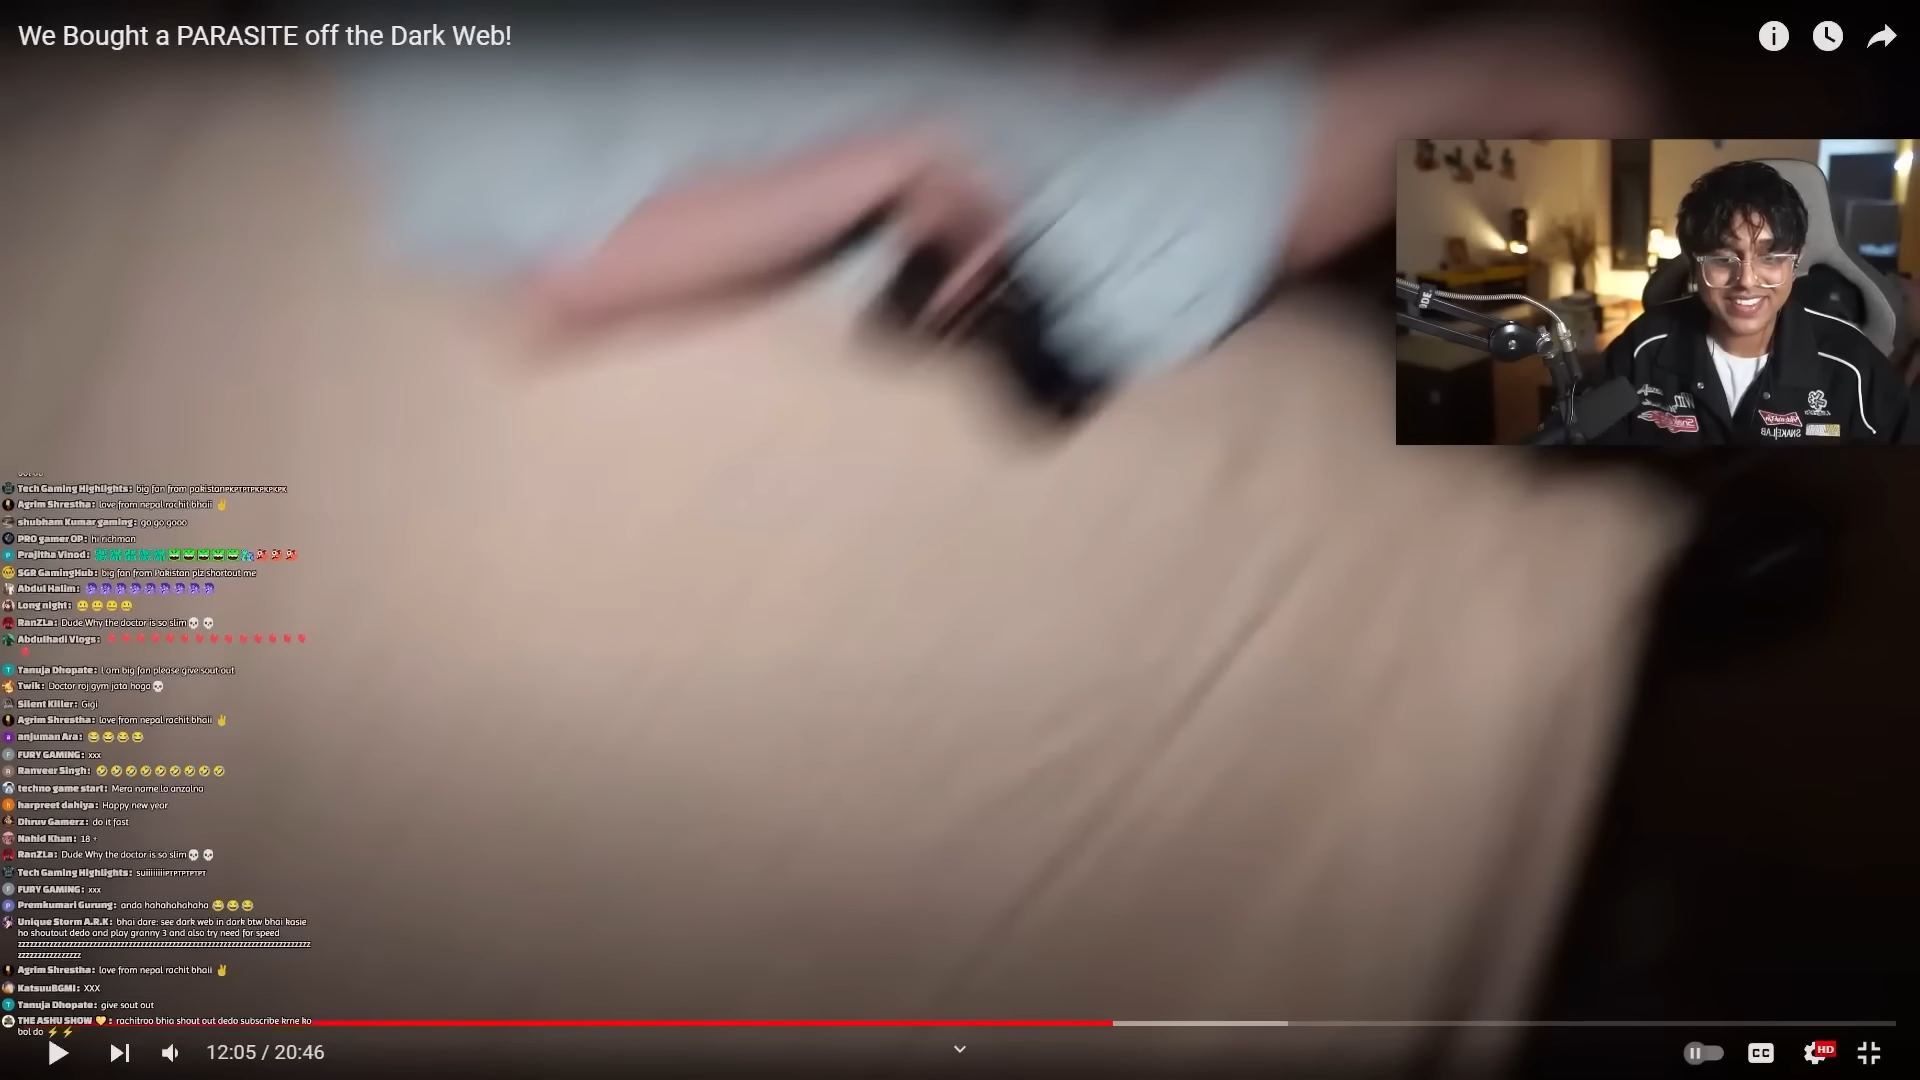 We Bought a PARASITE off the Dark Web!
Tech Gaming Highlights: big fan from pakistanPKPTPTPKPKPKPK
Agrim Shrestha: love from nepal rachit bhaii ✌
shubham Kumar gaming: go go gooo
PRO gamer OP: hi richman
Prajitha Vinod:
SGR GamingHub: big fan from Pakistan plz shortout me
Abdul Halim:
Long night:
RanZLa: Dude Why the doctor is so slim💀💀
Abdulhadi Vlogs:
Tanuja Dhopate: I am big fan please give sout out
Twik: Doctor roj gym jata hoga💀
Silent Killer: Gigi
Agrim Shrestha: love from nepal rachit bhaii ✌
anjuman Ara: 😂😂😂😂
FURY GAMING: xxx
Ranveer Singh: 🤣🤣🤣🤣🤣🤣🤣🤣🤣
techno game start: Mera name lo anzalna
harpreet dahiya: Happy new year
Dhruv Gamerz: do it fast
Nahid Khan: 18 +
RanZLa: Dude Why the doctor is so slim💀💀
Tech Gaming Highlights: suiiiiiiiiPTPTPTPTPT
FURY GAMING: xxx
Premkumari Gurung: anda hahahahahaha 😂😂😂
Unique Storm A.R.K: bhai dare: see dark web in dark btw bhai kasie
ho shoutout dedo and play granny 3 and also try need for speed
Agrim Shrestha: love from nepal rachit bhaii ✌
KatsuuBGMI: XXX
Tanuja Dhopate: give sout out
THE ASHU SHOW 💛: rachitroo bhia shout out dedo subscribe krne ko
bol do ⚡⚡
12:05 / 20:46
CC
HD
SNAKELAB